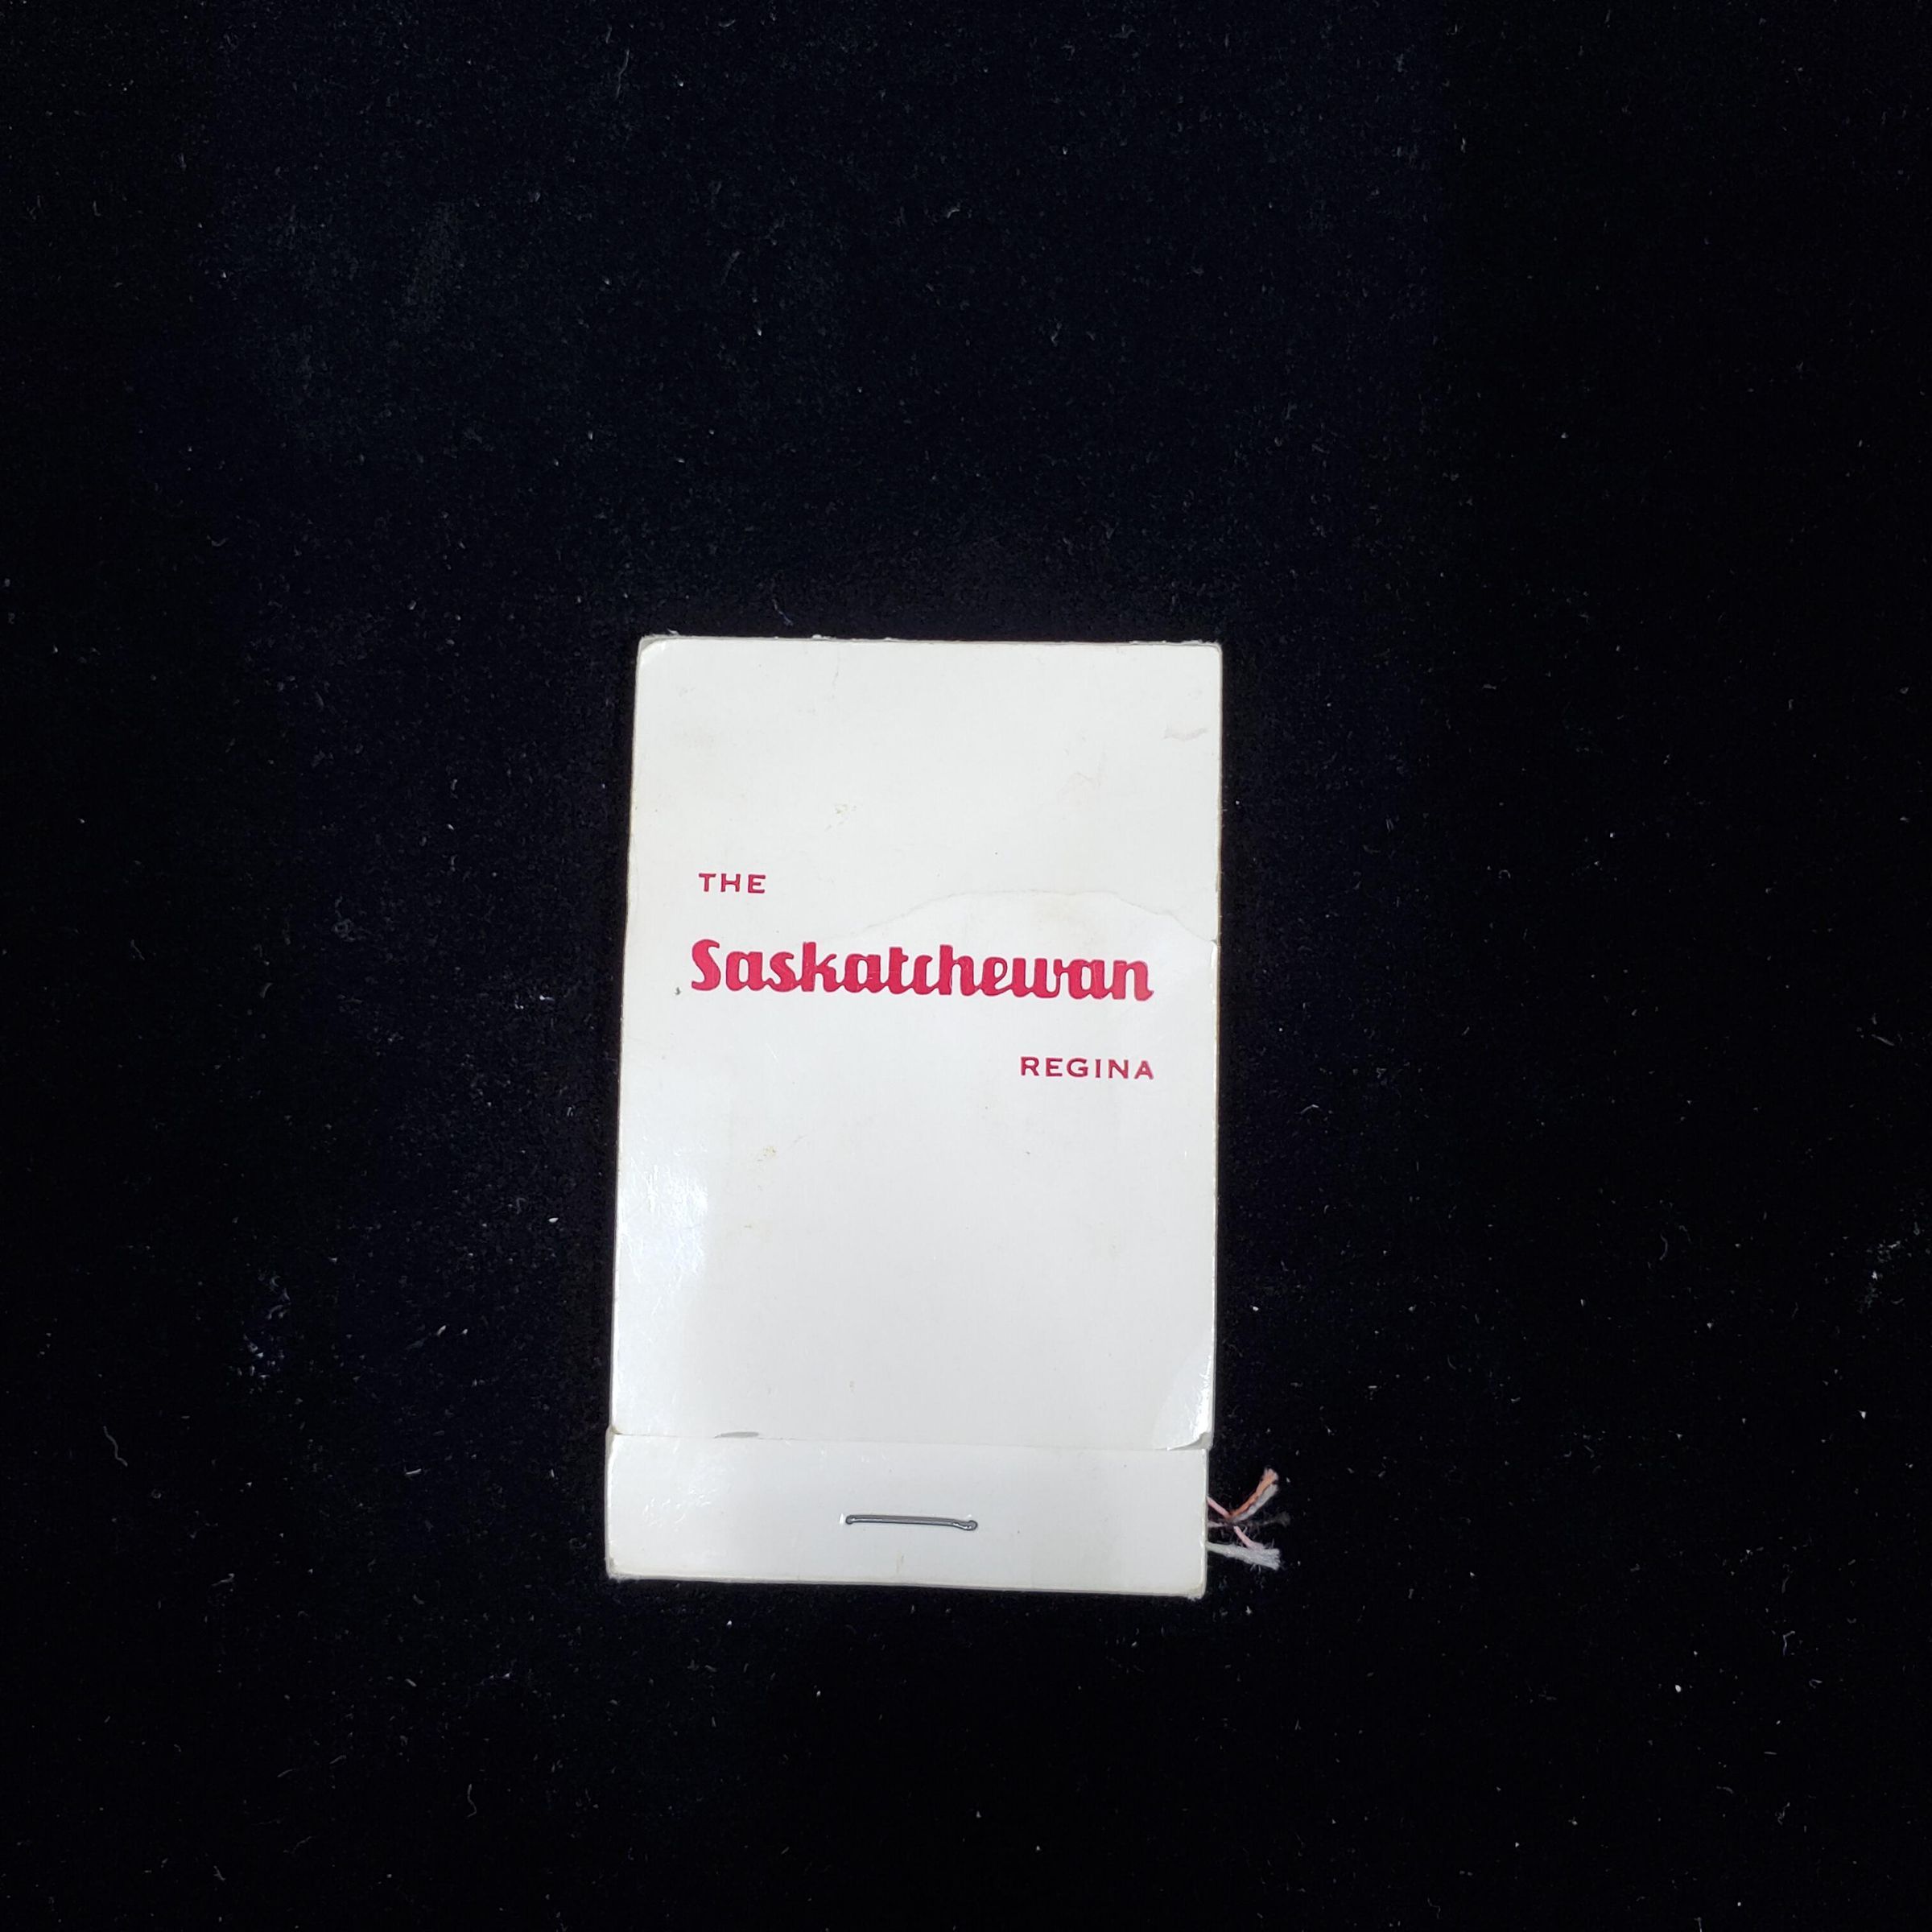 THE
Saskatchewan
REGINA